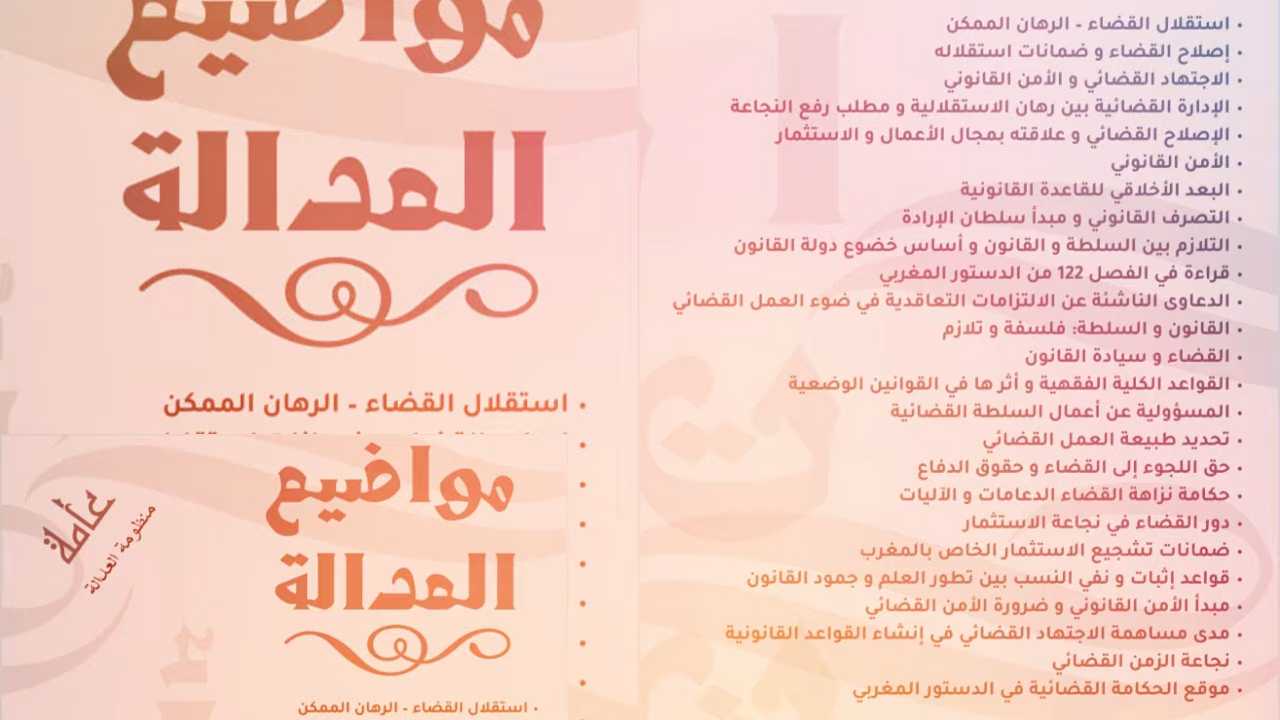 مواضيع
العدالة
• استقلال القضاء - الرهان الممكن
عامة
منظومة العدالة
مواضيع
العدالة
• استقلال القضاء - الرهان الممكن
• استقلال القضاء - الرهان الممكن
• إصلاح القضاء و ضمانات استقلاله
• الاجتهاد القضائي و الأمن القانوني
• الإدارة القضائية بين رهان الاستقلالية و مطلب رفع النجاعة
• الإصلاح القضائي و علاقته بمجال الأعمال و الاستثمار
• الأمن القانوني
• البعد الأخلاقي للقاعدة القانونية
• التصرف القانوني و مبدأ سلطان الإرادة
• التلازم بين السلطة و القانون و أساس خضوع دولة القانون
• قراءة في الفصل 122 من الدستور المغربي
• الدعاوى الناشئة عن الالتزامات التعاقدية في ضوء العمل القضائي
• القانون و السلطة: فلسفة و تلازم
• القضاء و سيادة القانون
• القواعد الكلية الفقهية و أثر ها في القوانين الوضعية
• المسؤولية عن أعمال السلطة القضائية
• تحديد طبيعة العمل القضائي
• حق اللجوء إلى القضاء و حقوق الدفاع
• حكامة نزاهة القضاء الدعامات و الآليات
• دور القضاء في نجاعة الاستثمار
• ضمانات تشجيع الاستثمار الخاص بالمغرب
• قواعد إثبات و نفي النسب بين تطور العلم و جمود القانون
• مبدأ الأمن القانوني و ضرورة الأمن القضائي
• مدى مساهمة الاجتهاد القضائي في إنشاء القواعد القانونية
• نجاعة الزمن القضائي
• موقع الحكامة القضائية في الدستور المغربي